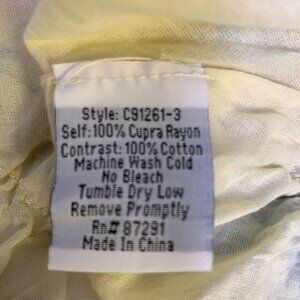 Style: C91261-3
Self: 100% Cupra Rayon
Contrast: 100% Cotton
Machine Wash Cold
No Bleach
Tumble Dry Low
Remove Promptly
Rn# 87291
Made In China